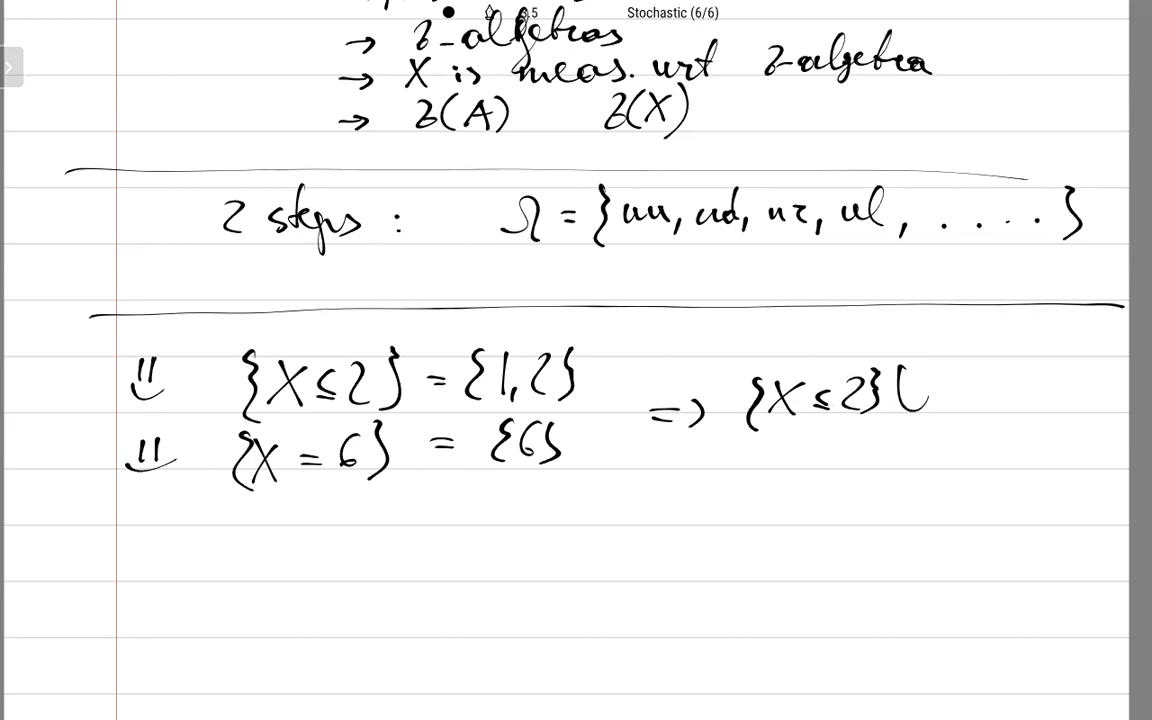 Stochastic (6/6)
→ σ-algebras
→ X is meas. wrt σ-algebra
→ σ(A) σ(X)
2 steps : Ω = {uu, ud, ur, ul, . . . . }
{X ≤ 2} = {1,2} => {X ≤ 2} (
{X = 6} = {6}